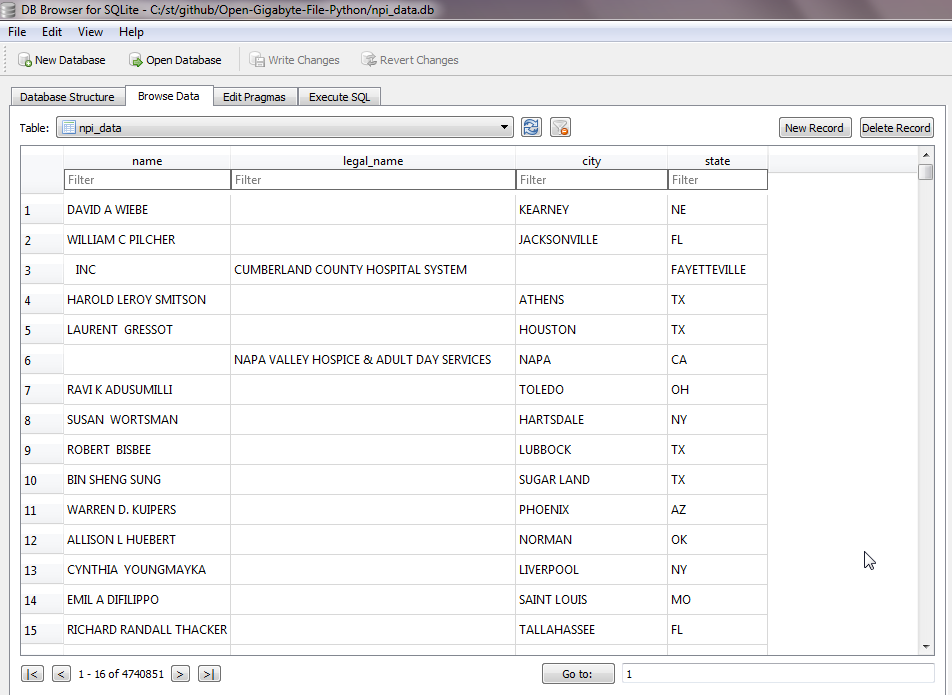 DB Browser for SQLite - C:/st/github/Open-Gigabyte-File-Python/npi_data.db
File Edit View Help
New Database Open Database Write Changes Revert Changes
Database Structure Browse Data Edit Pragmas Execute SQL
Table: npi_data New Record Delete Record
name legal_name city state
Filter Filter Filter Filter
1 DAVID A WIEBE KEARNEY NE
2 WILLIAM C PILCHER JACKSONVILLE FL
3 INC CUMBERLAND COUNTY HOSPITAL SYSTEM FAYETTEVILLE
4 HAROLD LEROY SMITSON ATHENS TX
5 LAURENT GRESSOT HOUSTON TX
6 NAPA VALLEY HOSPICE & ADULT DAY SERVICES NAPA CA
7 RAVI K ADUSUMILLI TOLEDO OH
8 SUSAN WORTSMAN HARTSDALE NY
9 ROBERT BISBEE LUBBOCK TX
10 BIN SHENG SUNG SUGAR LAND TX
11 WARREN D. KUIPERS PHOENIX AZ
12 ALLISON L HUEBERT NORMAN OK
13 CYNTHIA YOUNGMAYKA LIVERPOOL NY
14 EMIL A DIFILIPPO SAINT LOUIS MO
15 RICHARD RANDALL THACKER TALLAHASSEE FL
|< < 1 - 16 of 4740851 > >| Go to: 1